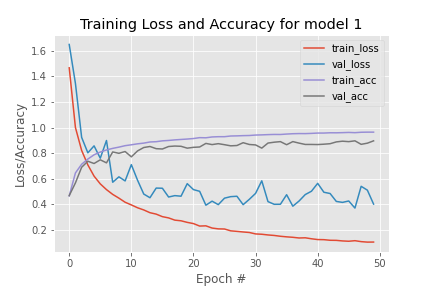 Training Loss and Accuracy for model 1
train_loss
val_loss
train_acc
val_acc
1.6
1.4
1.2
1.0
0.8
0.6
0.4
0.2
Loss/Accuracy
0 10 20 30 40 50
Epoch #